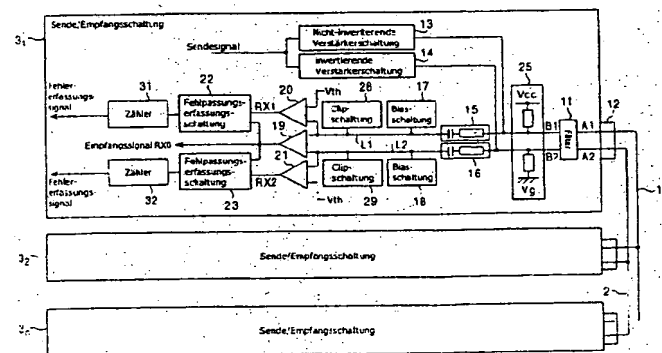 Sende/Empfangsschaltung
3₁
Sendesignal
Nicht-invertierende
Verstärkerschaltung
13
invertierende
Verstärkerschaltung
14
Fehler-
erfassungs-
signal
31
Zähler
22
Fehlpassungs-
erfassungs-
schaltung
RX1
20
Vth
28
Clip-
schaltung
17
Bias-
schaltung
15
25
Vcc
11
Filter
12
B1
A1
Empfangssignal RX0
19
L1
L2
B2
A2
16
Vg
1
Zähler
32
Fehlpassungs-
erfassungs-
schaltung
23
RX2
21
-Vth
Clip-
schaltung
29
Bias-
schaltung
18
Fehler-
erfassungs-
signal
3₂
Sende/Empfangsschaltung
2
Sende/Empfangsschaltung